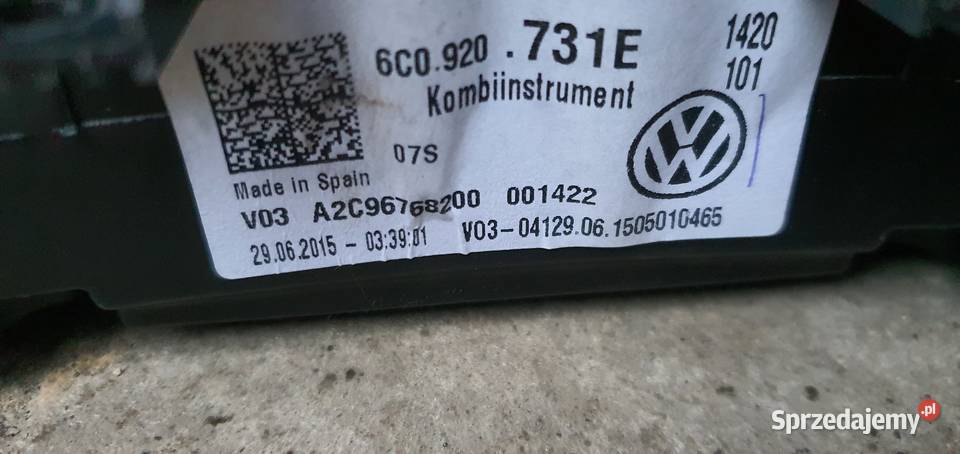 6C0.920 .731E
1420
101
Kombiinstrument
07S
Made in Spain
V03 A2C96768200 001422
29.06.2015 - 03:39:01 V03-04129.06.1505010465
Sprzedajemy.pl